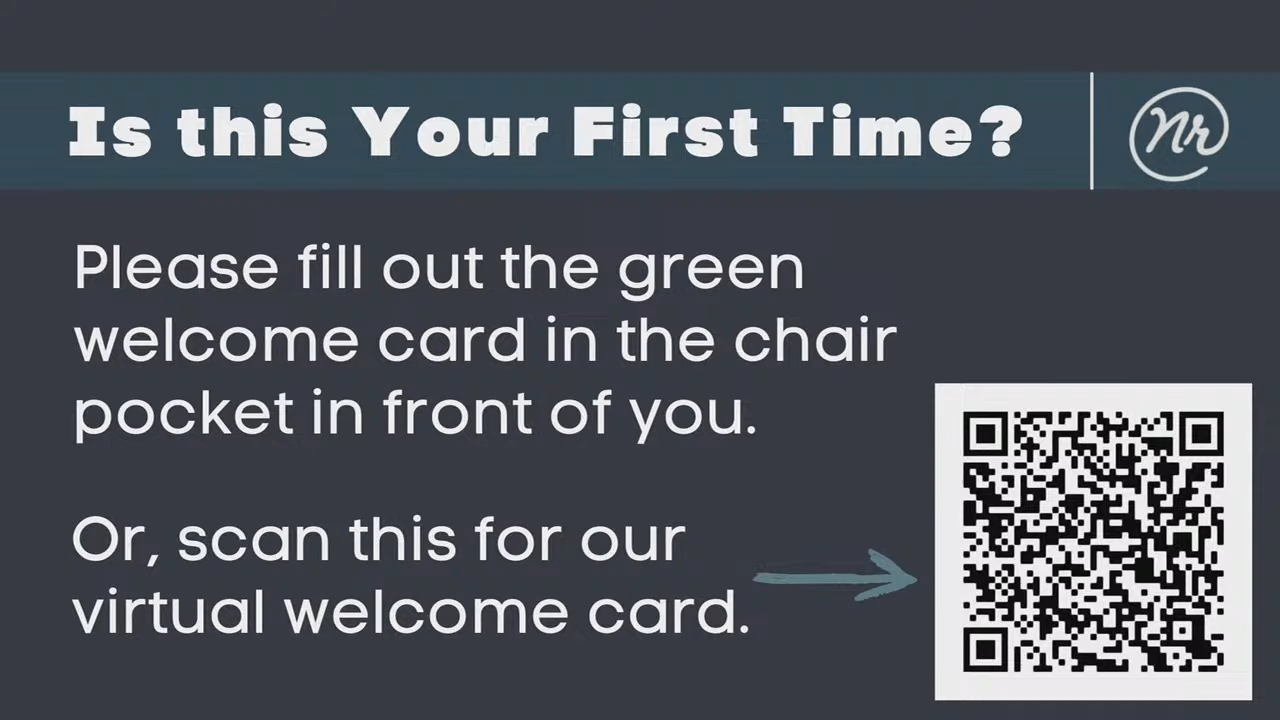 Is this Your First Time?
nr
Please fill out the green
welcome card in the chair
pocket in front of you.
Or, scan this for our
virtual welcome card.